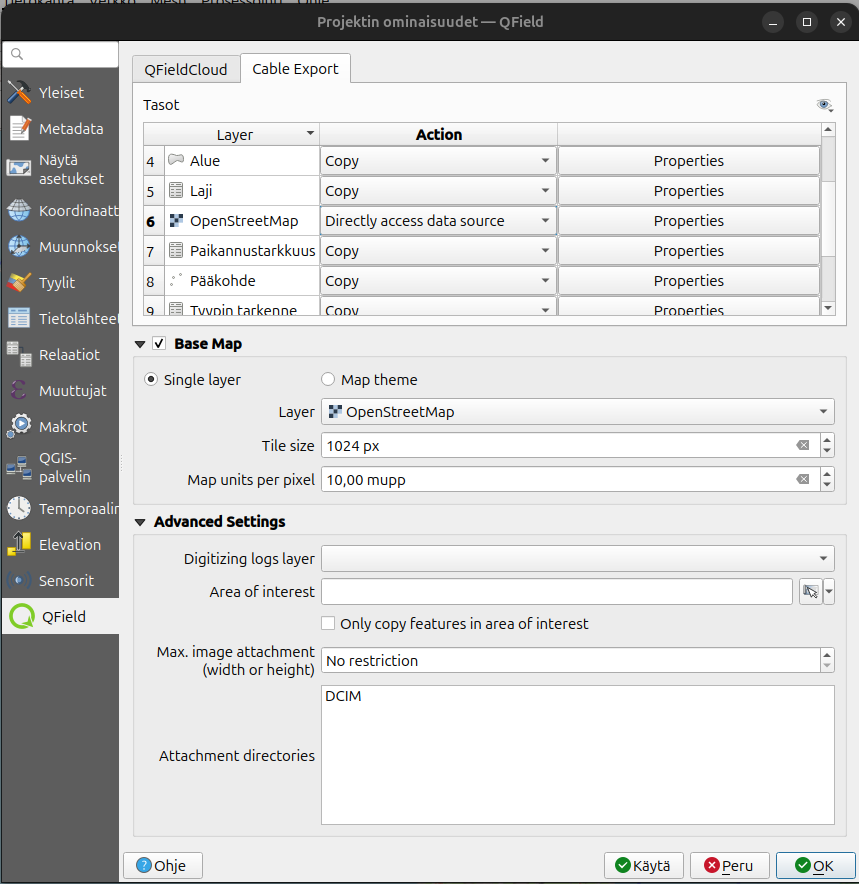 Projektin ominaisuudet — QField
Yleiset
Metadata
Näytä
asetukset
Koordinaatt
Muunnokset
Tyylit
Tietolähteet
Relaatiot
Muuttujat
Makrot
QGIS-
palvelin
Temporaalin
Elevation
Sensorit
QField
QFieldCloud Cable Export
Tasot
Layer Action
4 Alue Copy Properties
5 Laji Copy Properties
6 OpenStreetMap Directly access data source Properties
7 Paikannustarkkuus Copy Properties
8 Pääkohde Copy Properties
9 Tyypin tarkenne Copy Properties
Base Map
Single layer Map theme
Layer OpenStreetMap
Tile size 1024 px
Map units per pixel 10,00 mupp
Advanced Settings
Digitizing logs layer
Area of interest
Only copy features in area of interest
Max. image attachment
(width or height) No restriction
DCIM
Attachment directories
Ohje Käytä Peru OK